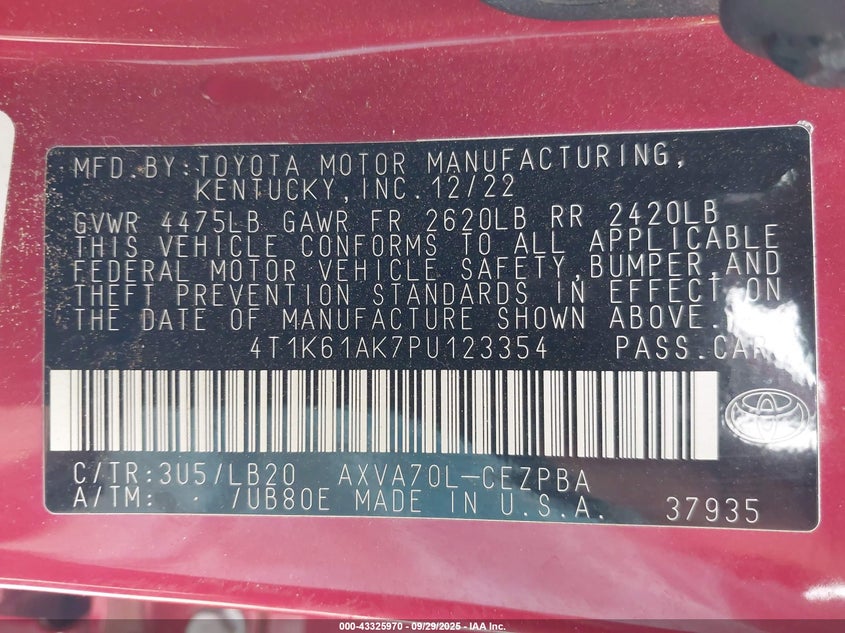 MFD.BY:TOYOTA MOTOR MANUFACTURING,
KENTUCKY,INC.12/22
GVWR 4475LB GAWR FR 2620LB RR 2420LB
THIS VEHICLE CONFORMS TO ALL APPLICABLE
FEDERAL MOTOR VEHICLE SAFETY,BUMPER,AND
THEFT PREVENTION STANDARDS IN EFFECT ON
THE DATE OF MANUFACTURE SHOWN ABOVE.
4T1K61AK7PU123354 PASS.CAR
C/TR:3U5/LB20 AXVA70L-CEZPBA
A/TM: /UB80E MADE IN U.S.A. 37935
000-43325970 - 09/29/2025 - IAA Inc.